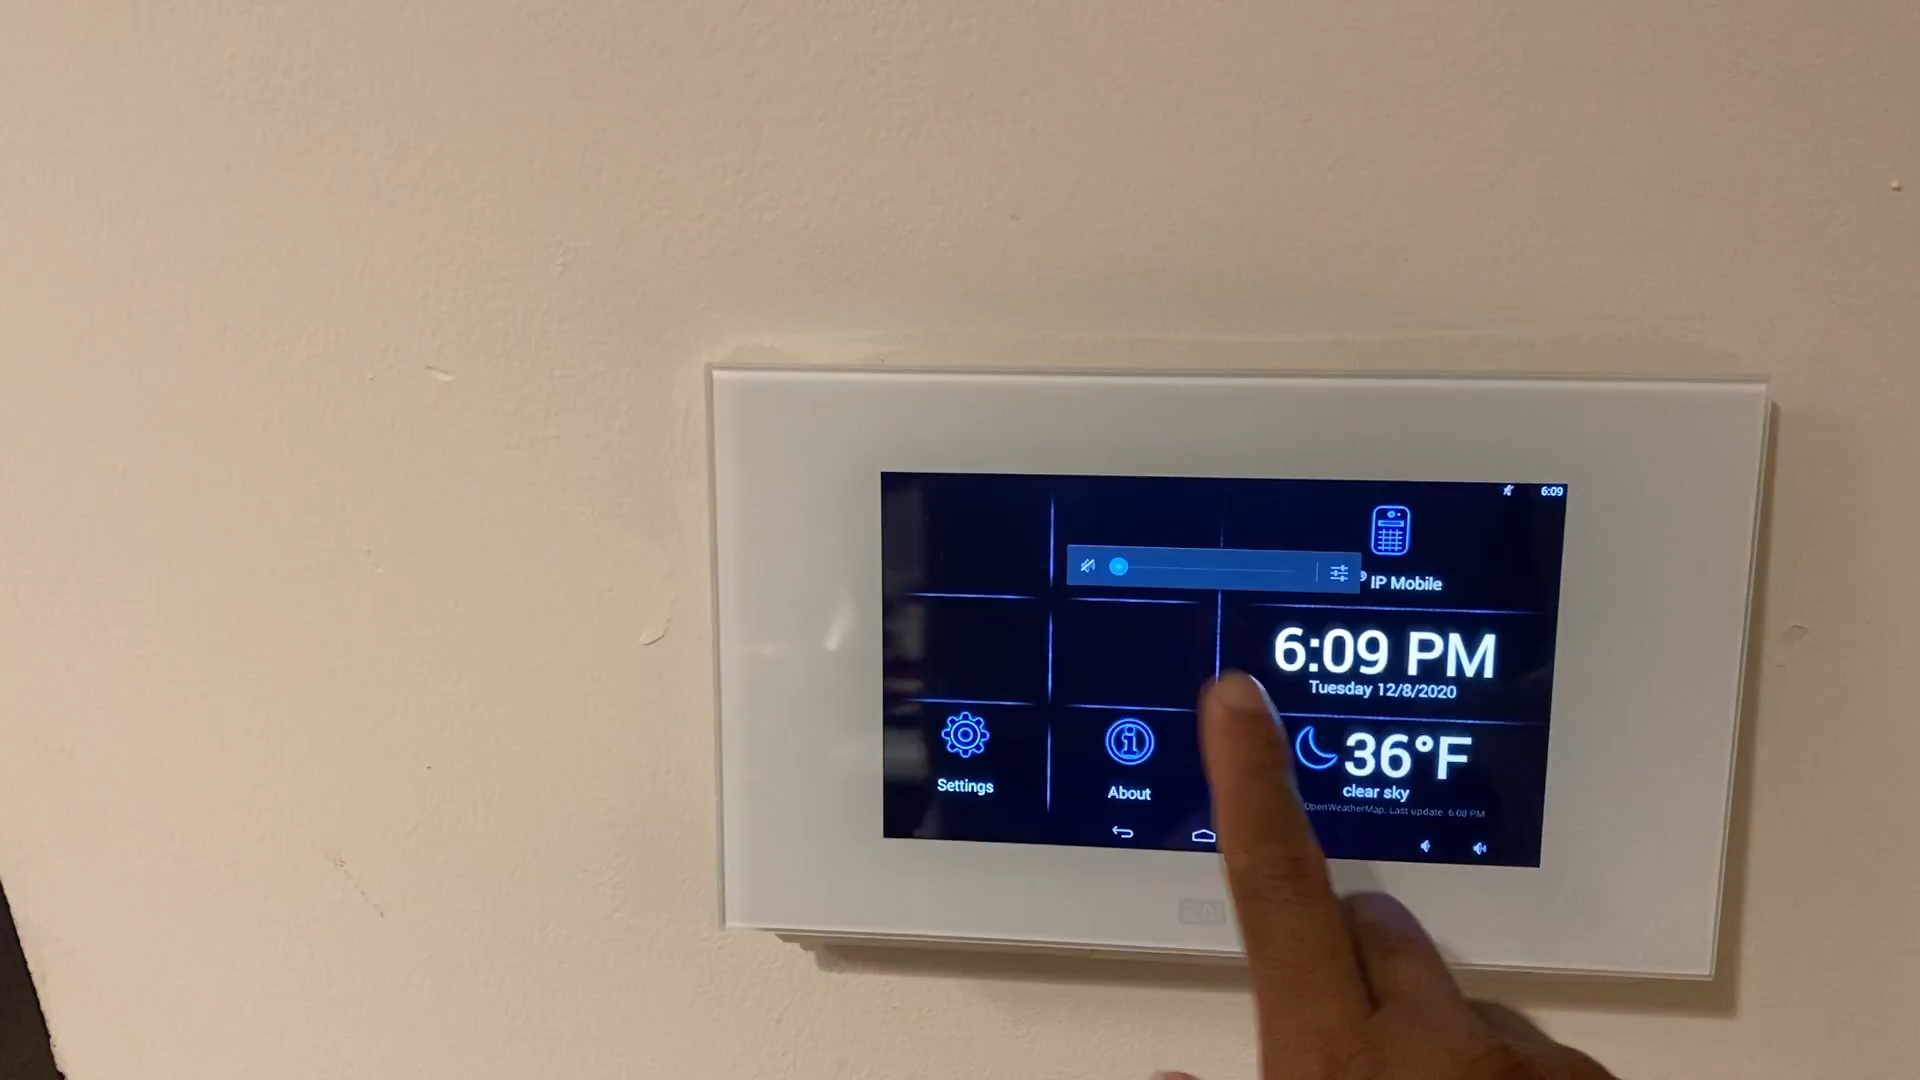 6:09
IP Mobile
6:09 PM
Tuesday 12/8/2020
36°F
clear sky
OpenWeatherMap, Last update 6:08 PM
Settings
About
2N